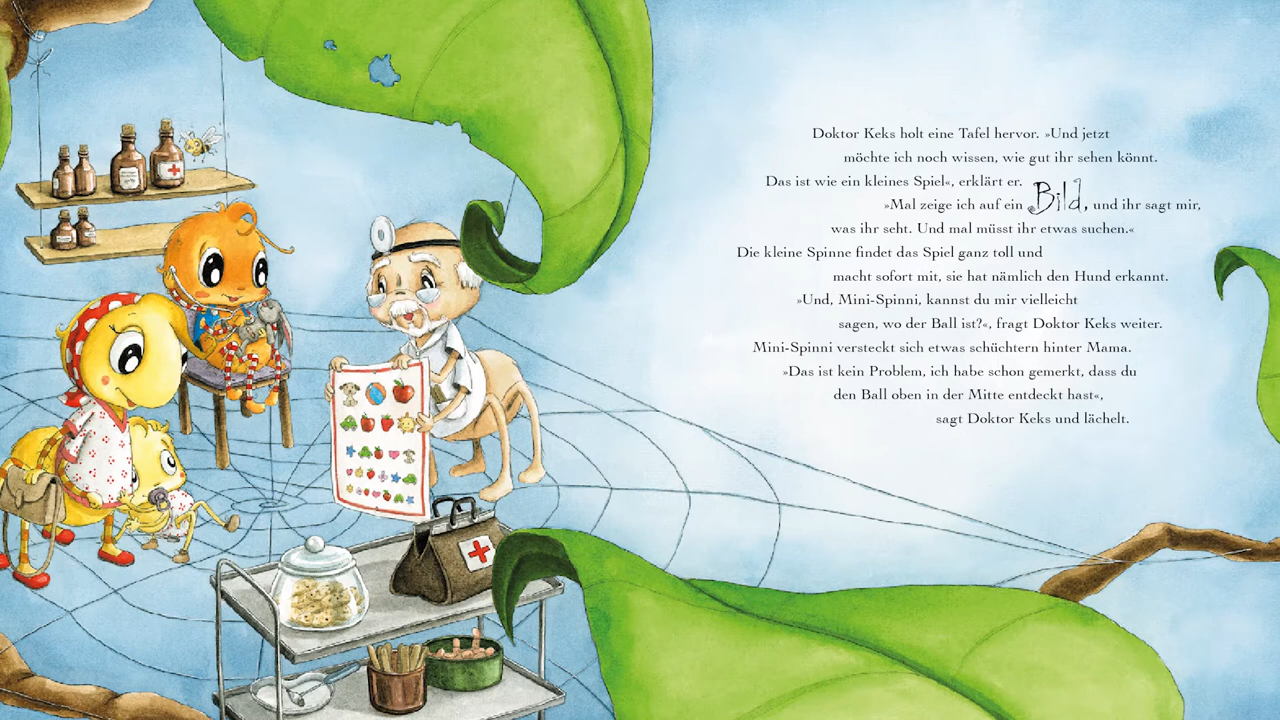 Doktor Keks holt eine Tafel hervor. »Und jetzt
möchte ich noch wissen, wie gut ihr sehen könnt.
Das ist wie ein kleines Spiel«, erklärt er.
»Mal zeige ich auf ein Bild, und ihr sagt mir,
was ihr seht. Und mal müsst ihr etwas suchen.«
Die kleine Spinne findet das Spiel ganz toll und
macht sofort mit, sie hat nämlich den Hund erkannt.
»Und, Mini-Spinni, kannst du mir vielleicht
sagen, wo der Ball ist?«, fragt Doktor Keks weiter.
Mini-Spinni versteckt sich etwas schüchtern hinter Mama.
»Das ist kein Problem, ich habe schon gemerkt, dass du
den Ball oben in der Mitte entdeckt hast«,
sagt Doktor Keks und lächelt.